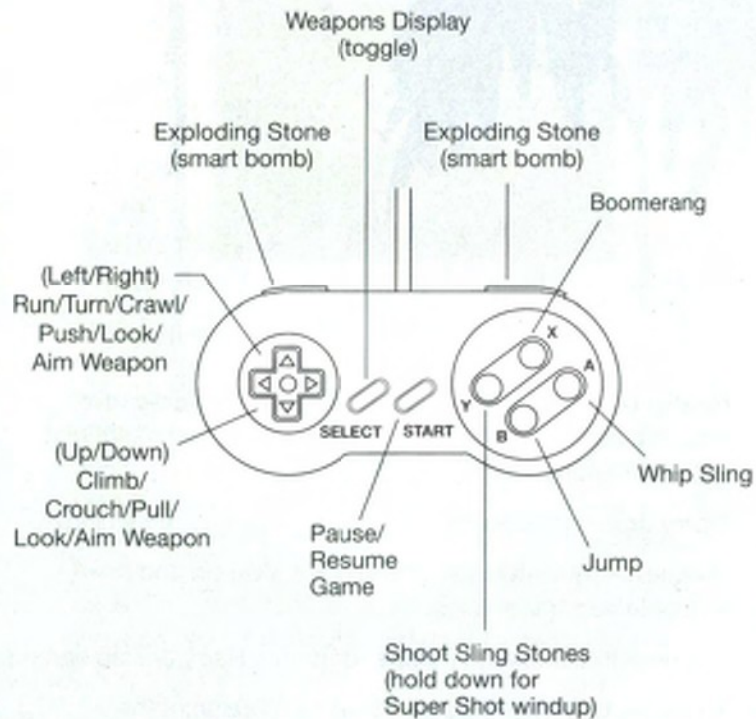 Weapons Display
(toggle)
Exploding Stone
(smart bomb)
Exploding Stone
(smart bomb)
Boomerang
(Left/Right)
Run/Turn/Crawl/
Push/Look/
Aim Weapon
X
A
Y
B
SELECT
START
(Up/Down)
Climb/
Crouch/Pull/
Look/Aim Weapon
Whip Sling
Pause/
Resume
Game
Jump
Shoot Sling Stones
(hold down for
Super Shot windup)